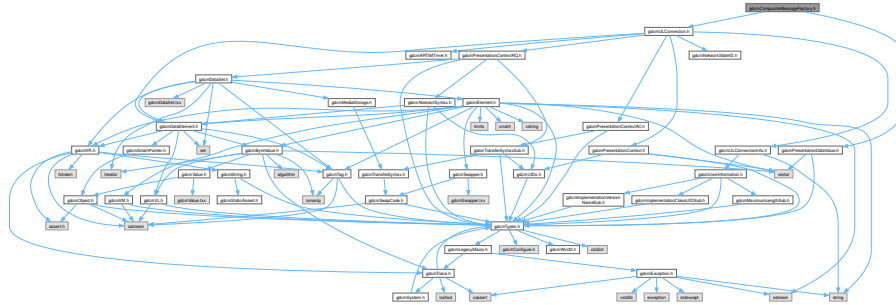 gdcmCompositeMessageFactory.h
gdcmULConnection.h
gdcmARTIMTimer.h
gdcmPresentationContextRQ.h
gdcmNetworkStateID.h
gdcmDataSet.h
gdcmDataSet.txx
gdcmMediaStorage.h
gdcmAbstractSyntax.h
gdcmElement.h
gdcmDataElement.h
limits
cmath
cstring
gdcmPresentationContextAC.h
gdcmVR.h
gdcmSmartPointer.h
set
gdcmByteValue.h
gdcmTransferSyntaxSub.h
gdcmPresentationContext.h
gdcmULConnectionInfo.h
gdcmPresentationDataValue.h
fstream
iterator
gdcmValue.h
gdcmString.h
algorithm
gdcmTag.h
gdcmTransferSyntax.h
gdcmSwapper.h
gdcmUIDs.h
gdcmUserInformation.h
vector
gdcmObject.h
gdcmVM.h
gdcmVL.h
gdcmValue.txx
gdcmStaticAssert.h
iomanip
gdcmSwapCode.h
gdcmSwapper.txx
gdcmImplementationVersion
NameSub.h
gdcmImplementationClassUIDSub.h
gdcmMaximumLengthSub.h
assert.h
iostream
gdcmTypes.h
gdcmLegacyMacro.h
gdcmConfigure.h
gdcmWin32.h
cstdint
gdcmTrace.h
gdcmException.h
gdcmSystem.h
iosfwd
cassert
cstdlib
exception
stdexcept
sstream
string